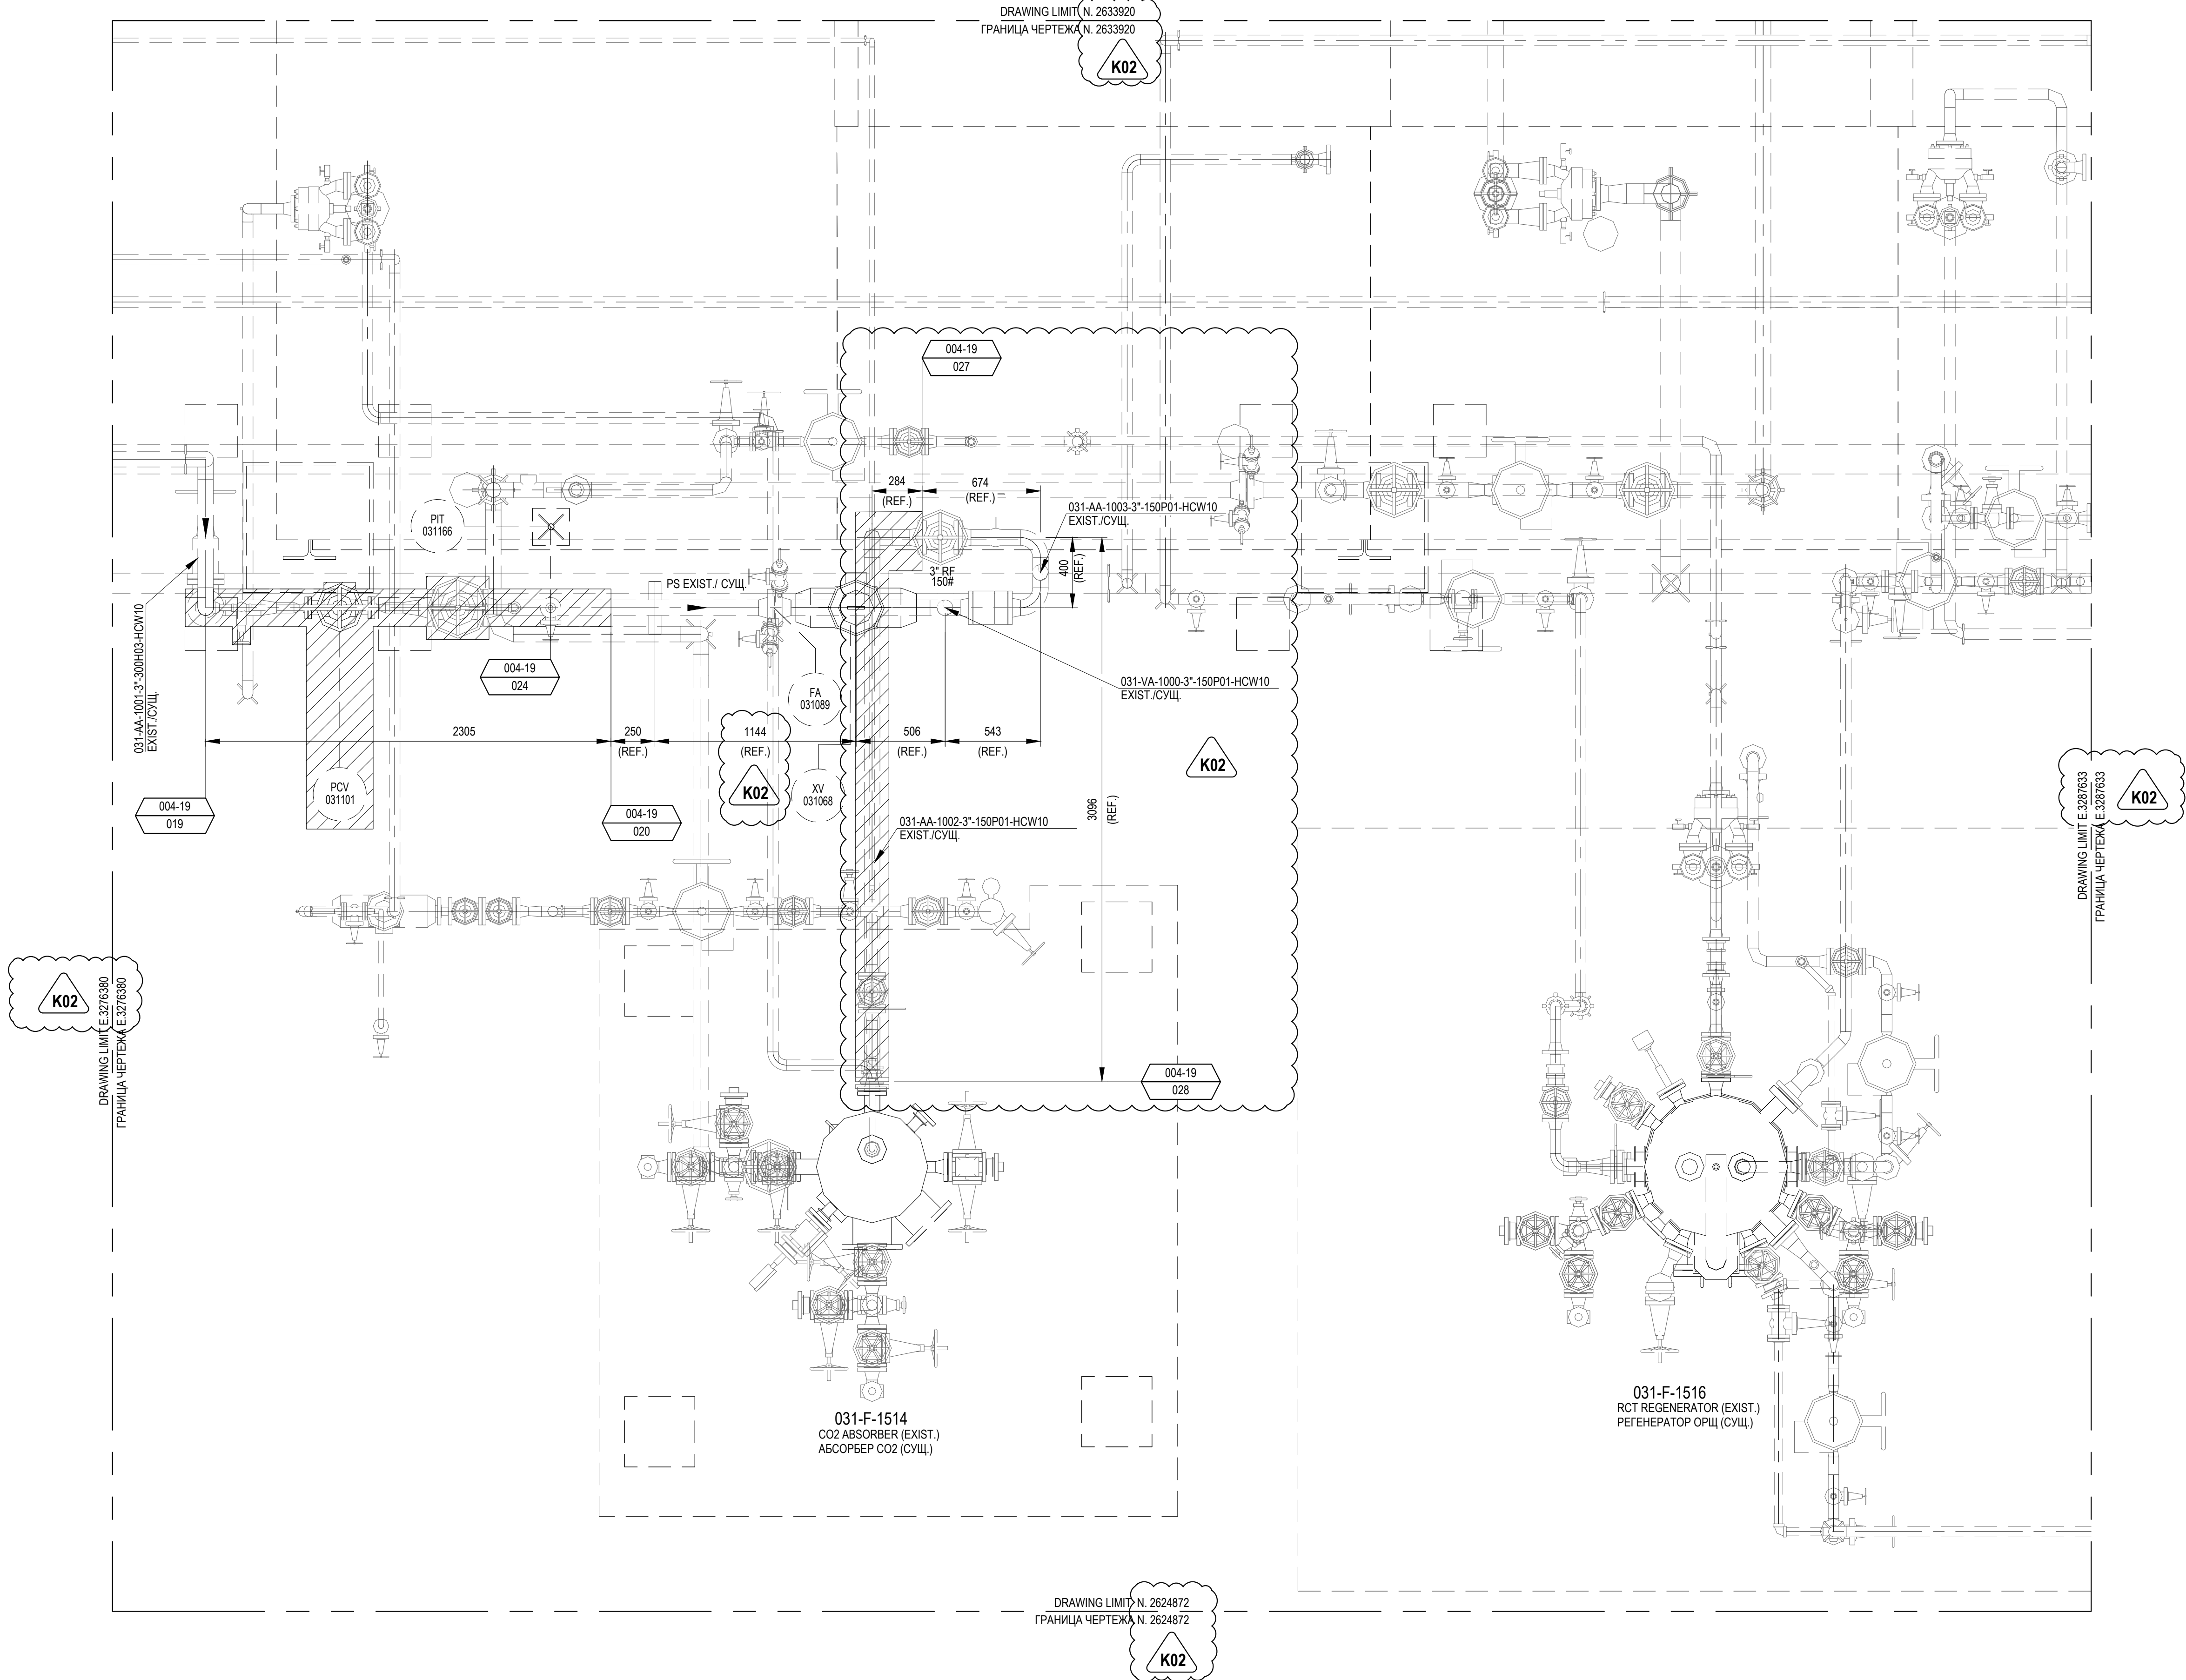 DRAWING LIMIT N. 2633920
ГРАНИЦА ЧЕРТЕЖА N. 2633920
K02
004-19
027
284
(REF.)
674
(REF.)
031-AA-1003-3"-150P01-HCW10
EXIST./СУЩ.
PIT
031166
3" RF
150#
400
(REF.)
PS EXIST./ СУЩ.
031-AA-1001-3"-300H03-HCW10
EXIST./СУЩ.
004-19
024
FA
031089
031-VA-1000-3"-150P01-HCW10
EXIST./СУЩ.
2305
250
(REF.)
1144
(REF.)
506
(REF.)
543
(REF.)
K02
K02
PCV
031101
XV
031068
004-19
019
004-19
020
3096
(REF.)
031-AA-1002-3"-150P01-HCW10
EXIST./СУЩ.
DRAWING LIMIT E.3287633
ГРАНИЦА ЧЕРТЕЖА E.3287633
K02
K02
DRAWING LIMIT E.3276380
ГРАНИЦА ЧЕРТЕЖА E.3276380
004-19
028
031-F-1514
CO2 ABSORBER (EXIST.)
АБСОРБЕР CO2 (СУЩ.)
031-F-1516
RCT REGENERATOR (EXIST.)
РЕГЕНЕРАТОР ОРЩ (СУЩ.)
DRAWING LIMIT N. 2624872
ГРАНИЦА ЧЕРТЕЖА N. 2624872
K02